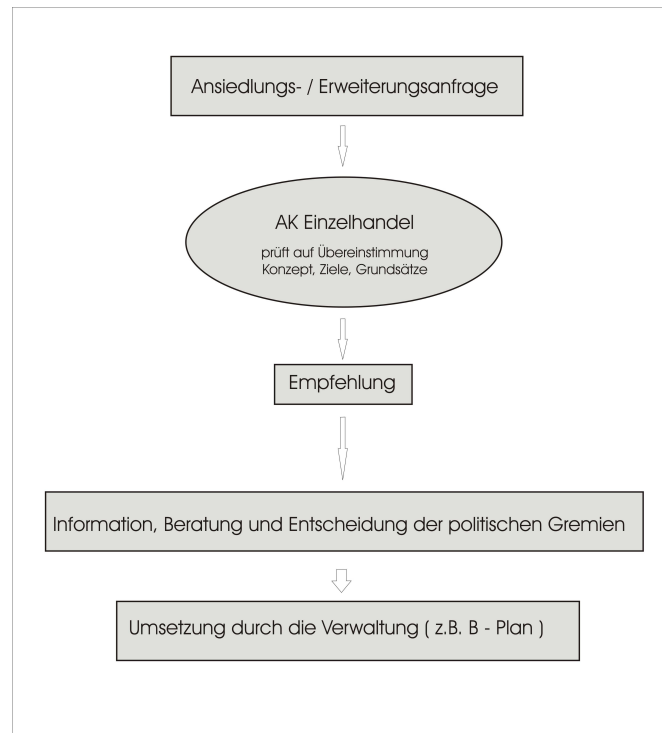 Ansiedlungs- / Erweiterungsanfrage
AK Einzelhandel
prüft auf Übereinstimmung
Konzept, Ziele, Grundsätze
Empfehlung
Information, Beratung und Entscheidung der politischen Gremien
Umsetzung durch die Verwaltung ( z.B. B - Plan )